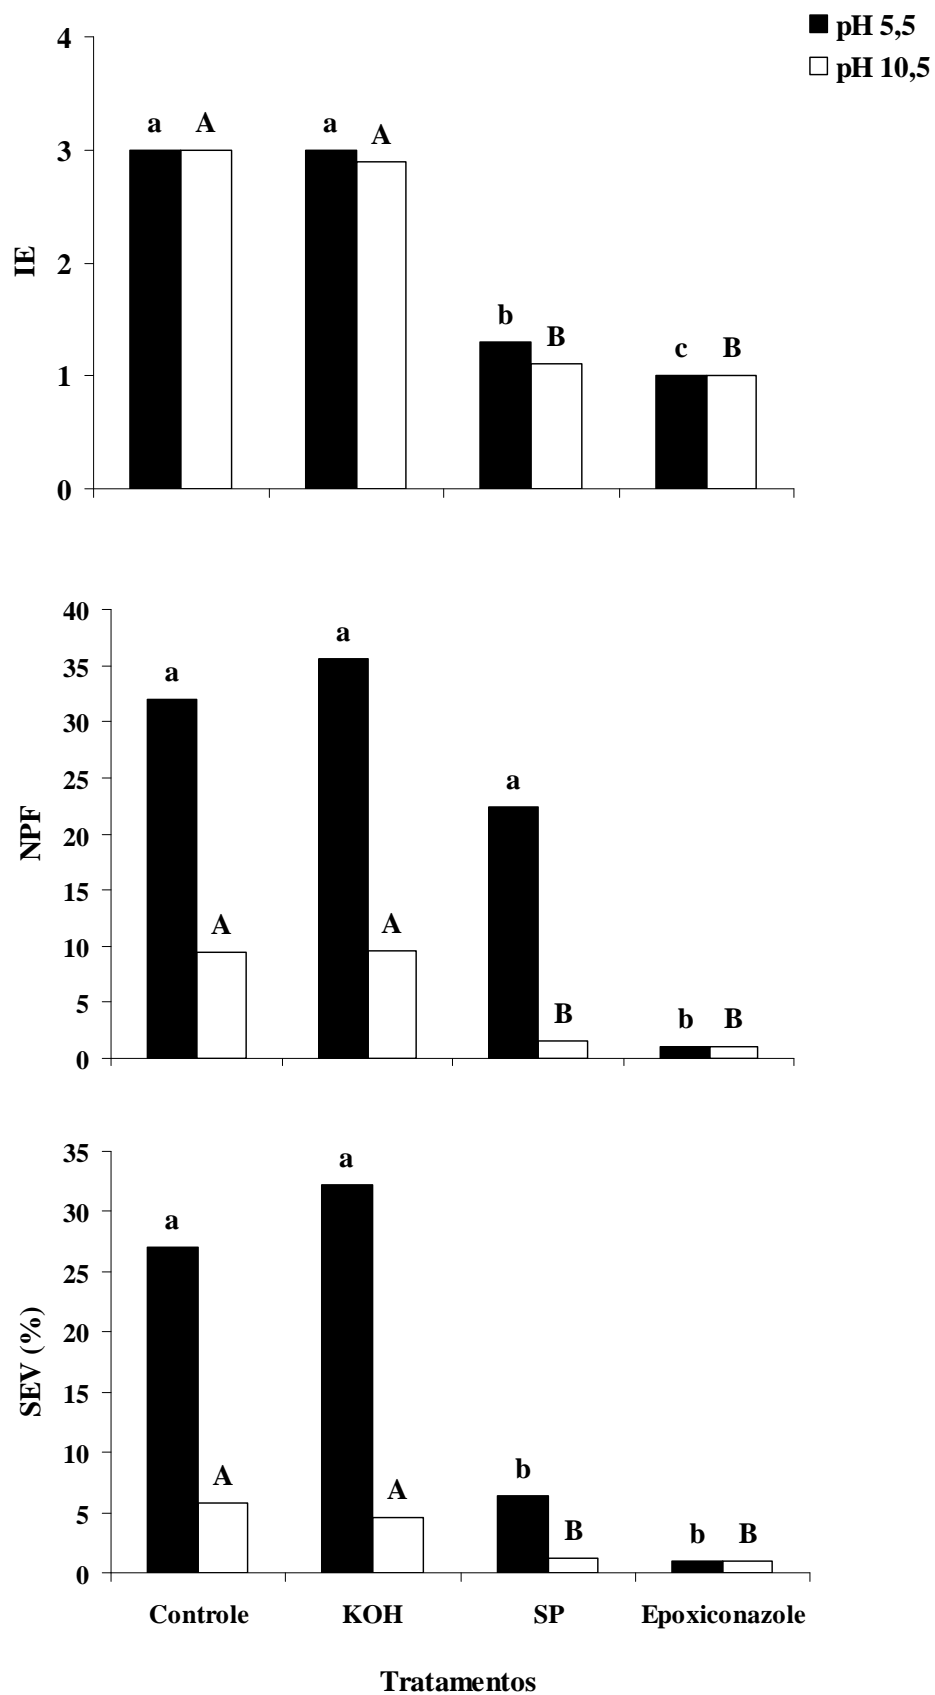 pH 5,5
pH 10,5
4
3
2
1
0
IE
a A a A b B c B
40
35
30
25
20
15
10
5
0
NPF
a A a A a B b B
35
30
25
20
15
10
5
0
SEV (%)
a A a A b B b B
Controle KOH SP Epoxiconazole
Tratamentos